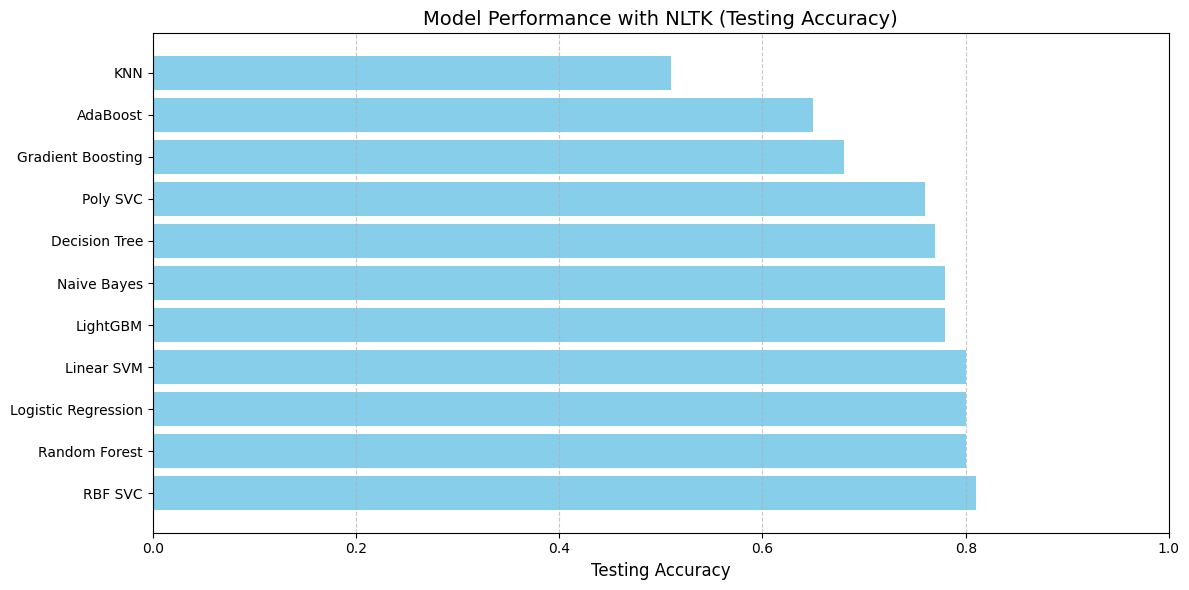 Model Performance with NLTK (Testing Accuracy)
KNN
AdaBoost
Gradient Boosting
Poly SVC
Decision Tree
Naive Bayes
LightGBM
Linear SVM
Logistic Regression
Random Forest
RBF SVC
0.0 0.2 0.4 0.6 0.8 1.0
Testing Accuracy